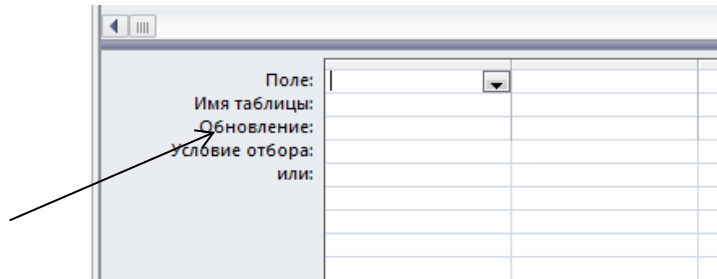 Поле:
Имя таблицы:
Обновление:
Условие отбора:
или: